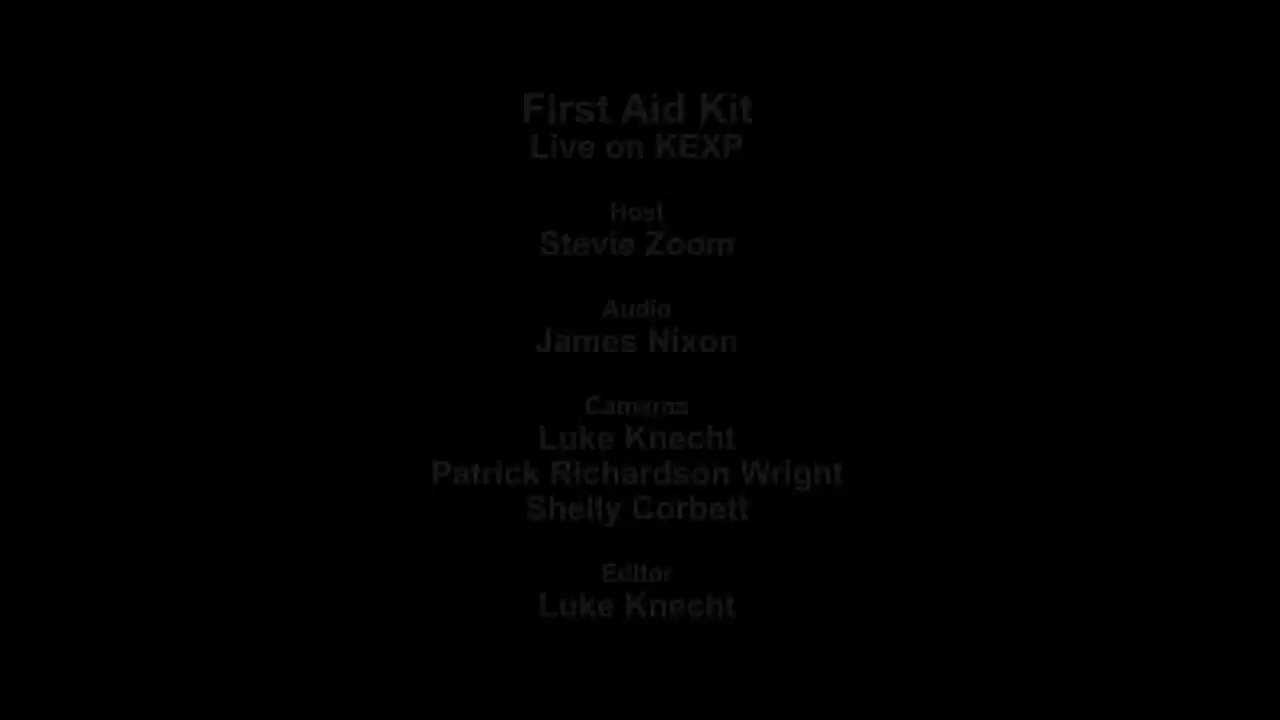 First Aid Kit
Live on KEXP
Host
Stevie Zoom
Audio
James Nixon
Cameras
Luke Knecht
Patrick Richardson Wright
Shelly Corbett
Editor
Luke Knecht